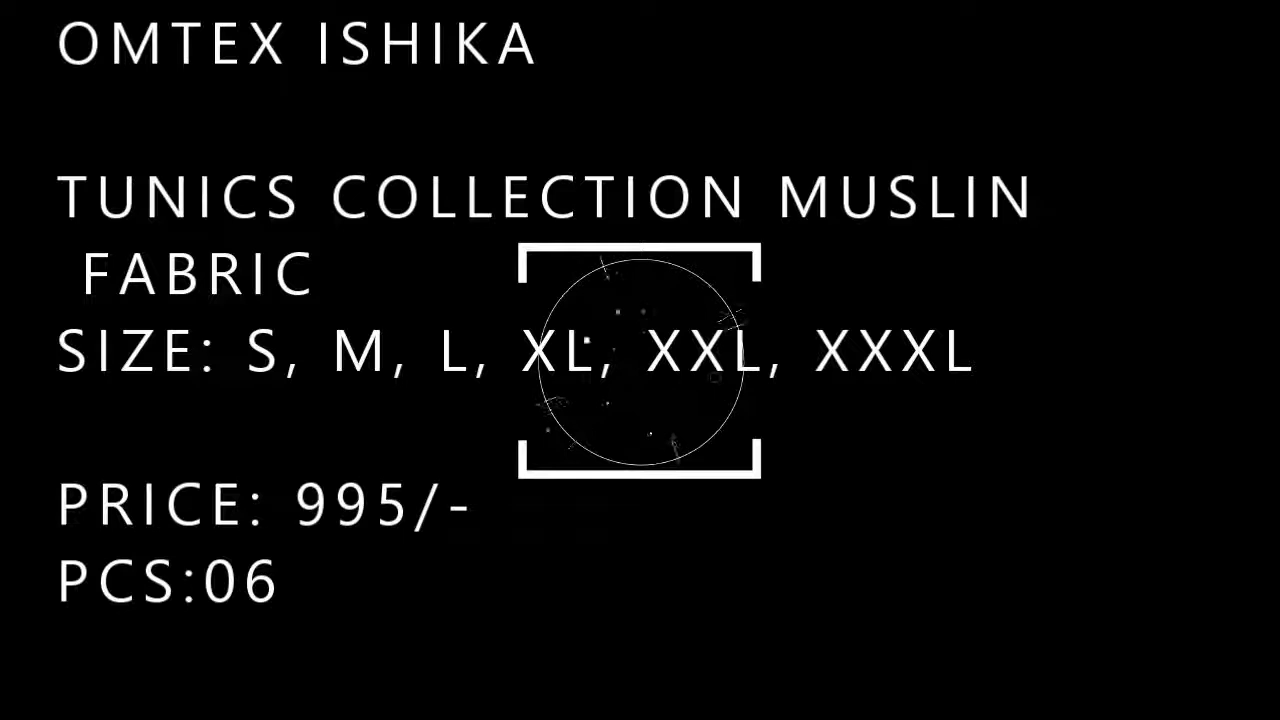 OMTEX ISHIKA
TUNICS COLLECTION MUSLIN
FABRIC
SIZE: S, M, L, XL, XXL, XXXL
PRICE: 995/-
PCS:06